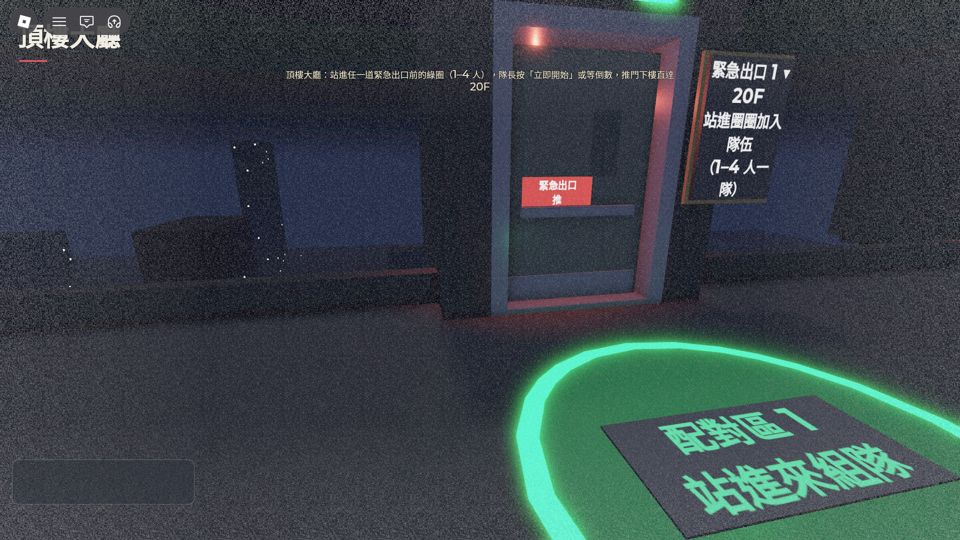 頂樓大廳
頂樓大廳：站進任一道緊急出口前的綠圈（1–4 人），隊長按「立即開始」或等倒數，推門下樓直達
20F
緊急出口 1 ▼
20F
站進圈圈加入
隊伍
（1–4 人一
隊）
緊急出口
推
配對區 1
站進來組隊